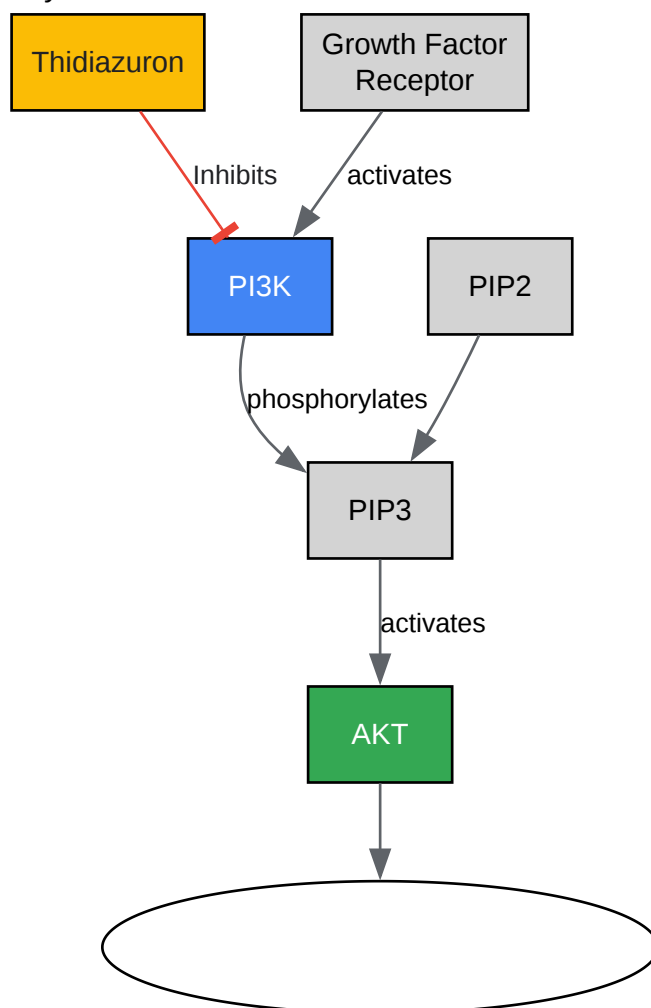 Thidiazuron
Growth Factor
Receptor
Inhibits
activates
PI3K
PIP2
phosphorylates
PIP3
activates
AKT